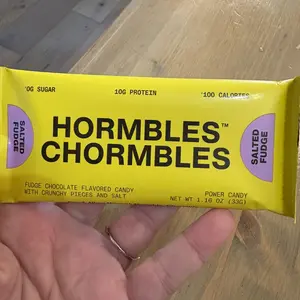 0G SUGAR 10G PROTEIN 100 CALORIES
SALTED FUDGE
HORMBLES™
CHORMBLES
SALTED FUDGE
FUDGE CHOCOLATE FLAVORED CANDY
WITH CRUNCHY PIECES AND SALT
POWER CANDY
NET WT 1.16 OZ (33G)